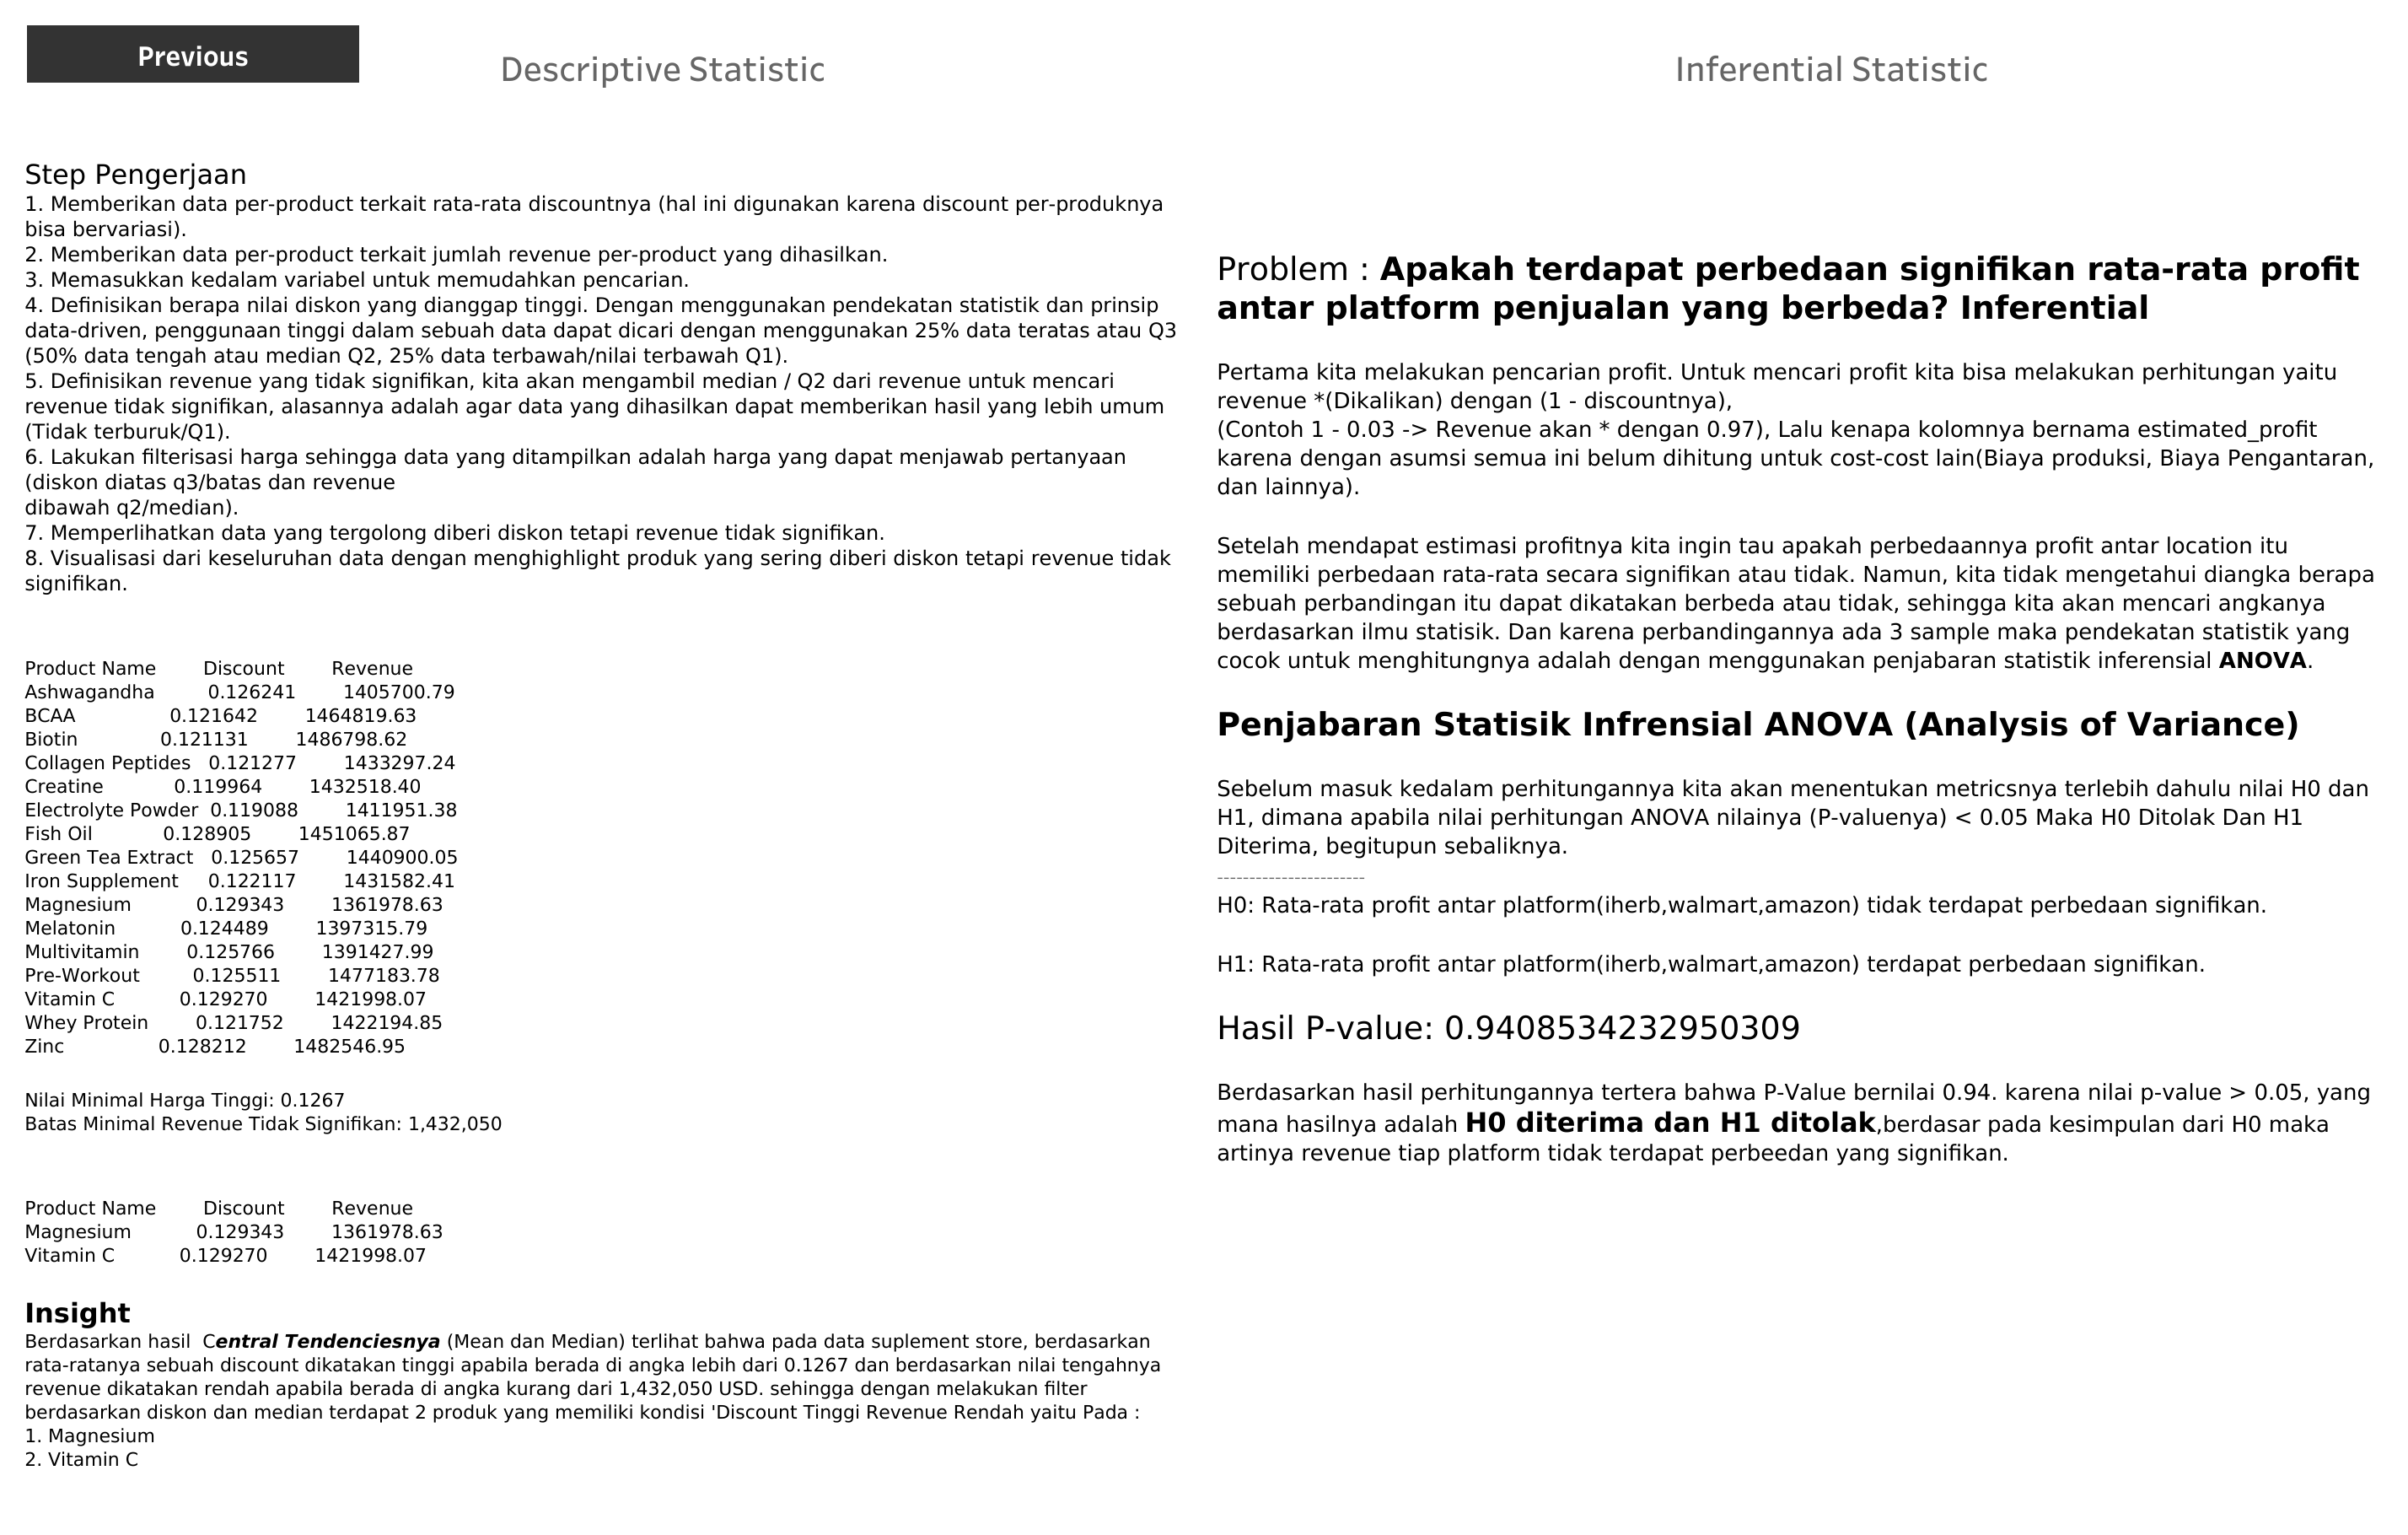 Previous
Descriptive Statistic
Step Pengerjaan
1. Memberikan data per-product terkait rata-rata discountnya (hal ini digunakan karena discount per-produknya
bisa bervariasi).
2. Memberikan data per-product terkait jumlah revenue per-product yang dihasilkan.
3. Memasukkan kedalam variabel untuk memudahkan pencarian.
4. Definisikan berapa nilai diskon yang dianggap tinggi. Dengan menggunakan pendekatan statistik dan prinsip
data-driven, penggunaan tinggi dalam sebuah data dapat dicari dengan menggunakan 25% data teratas atau Q3
(50% data tengah atau median Q2, 25% data terbawah/nilai terbawah Q1).
5. Definisikan revenue yang tidak signifikan, kita akan mengambil median / Q2 dari revenue untuk mencari
revenue tidak signifikan, alasannya adalah agar data yang dihasilkan dapat memberikan hasil yang lebih umum
(Tidak terburuk/Q1).
6. Lakukan filterisasi harga sehingga data yang ditampilkan adalah harga yang dapat menjawab pertanyaan
(diskon diatas q3/batas dan revenue
dibawah q2/median).
7. Memperlihatkan data yang tergolong diberi diskon tetapi revenue tidak signifikan.
8. Visualisasi dari keseluruhan data dengan menghighlight produk yang sering diberi diskon tetapi revenue tidak
signifikan.
Product Name Discount Revenue
Ashwagandha 0.126241 1405700.79
BCAA 0.121642 1464819.63
Biotin 0.121131 1486798.62
Collagen Peptides 0.121277 1433297.24
Creatine 0.119964 1432518.40
Electrolyte Powder 0.119088 1411951.38
Fish Oil 0.128905 1451065.87
Green Tea Extract 0.125657 1440900.05
Iron Supplement 0.122117 1431582.41
Magnesium 0.129343 1361978.63
Melatonin 0.124489 1397315.79
Multivitamin 0.125766 1391427.99
Pre-Workout 0.125511 1477183.78
Vitamin C 0.129270 1421998.07
Whey Protein 0.121752 1422194.85
Zinc 0.128212 1482546.95
Nilai Minimal Harga Tinggi: 0.1267
Batas Minimal Revenue Tidak Signifikan: 1,432,050
Product Name Discount Revenue
Magnesium 0.129343 1361978.63
Vitamin C 0.129270 1421998.07
Insight
Berdasarkan hasil Central Tendenciesnya (Mean dan Median) terlihat bahwa pada data suplement store, berdasarkan
rata-ratanya sebuah discount dikatakan tinggi apabila berada di angka lebih dari 0.1267 dan berdasarkan nilai tengahnya
revenue dikatakan rendah apabila berada di angka kurang dari 1,432,050 USD. sehingga dengan melakukan filter
berdasarkan diskon dan median terdapat 2 produk yang memiliki kondisi 'Discount Tinggi Revenue Rendah yaitu Pada :
1. Magnesium
2. Vitamin C
Inferential Statistic
Problem : Apakah terdapat perbedaan signifikan rata-rata profit
antar platform penjualan yang berbeda? Inferential
Pertama kita melakukan pencarian profit. Untuk mencari profit kita bisa melakukan perhitungan yaitu
revenue *(Dikalikan) dengan (1 - discountnya),
(Contoh 1 - 0.03 -> Revenue akan * dengan 0.97), Lalu kenapa kolomnya bernama estimated_profit
karena dengan asumsi semua ini belum dihitung untuk cost-cost lain(Biaya produksi, Biaya Pengantaran,
dan lainnya).
Setelah mendapat estimasi profitnya kita ingin tau apakah perbedaannya profit antar location itu
memiliki perbedaan rata-rata secara signifikan atau tidak. Namun, kita tidak mengetahui diangka berapa
sebuah perbandingan itu dapat dikatakan berbeda atau tidak, sehingga kita akan mencari angkanya
berdasarkan ilmu statisik. Dan karena perbandingannya ada 3 sample maka pendekatan statistik yang
cocok untuk menghitungnya adalah dengan menggunakan penjabaran statistik inferensial ANOVA.
Penjabaran Statisik Infrensial ANOVA (Analysis of Variance)
Sebelum masuk kedalam perhitungannya kita akan menentukan metricsnya terlebih dahulu nilai H0 dan
H1, dimana apabila nilai perhitungan ANOVA nilainya (P-valuenya) < 0.05 Maka H0 Ditolak Dan H1
Diterima, begitupun sebaliknya.
-----------------------
H0: Rata-rata profit antar platform(iherb,walmart,amazon) tidak terdapat perbedaan signifikan.
H1: Rata-rata profit antar platform(iherb,walmart,amazon) terdapat perbedaan signifikan.
Hasil P-value: 0.9408534232950309
Berdasarkan hasil perhitungannya tertera bahwa P-Value bernilai 0.94. karena nilai p-value > 0.05, yang
mana hasilnya adalah H0 diterima dan H1 ditolak,berdasar pada kesimpulan dari H0 maka
artinya revenue tiap platform tidak terdapat perbeedan yang signifikan.